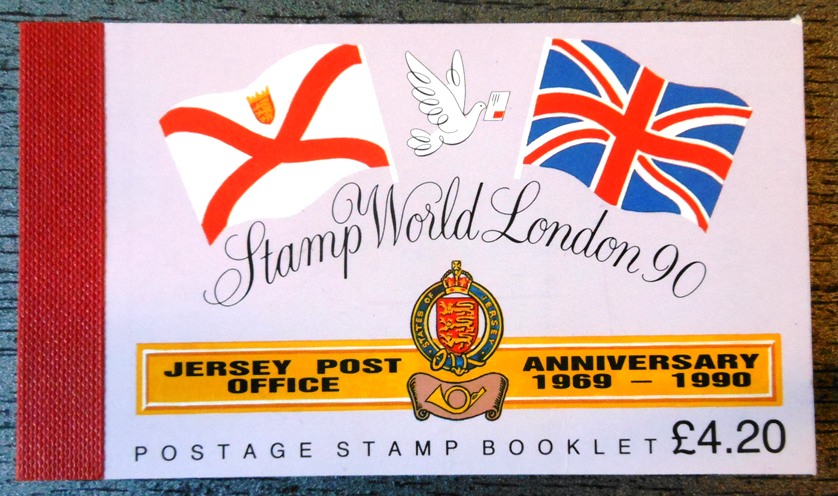 Stamp World London 90
STATES OF JERSEY
JERSEY POST
OFFICE
ANNIVERSARY
1969 – 1990
POSTAGE STAMP BOOKLET £4.20